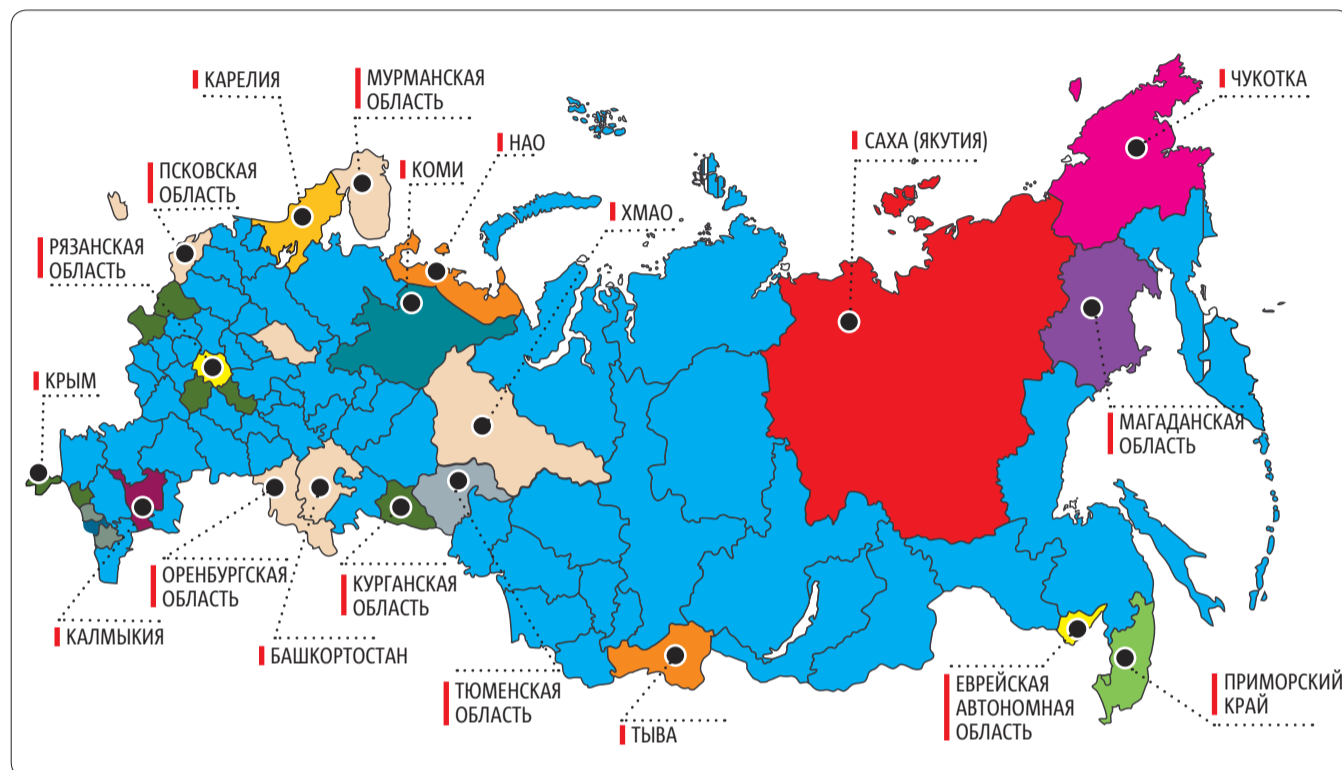 КАРЕЛИЯ
МУРМАНСКАЯ
ОБЛАСТЬ
ЧУКОТКА
НАО
САХА (ЯКУТИЯ)
ПСКОВСКАЯ
ОБЛАСТЬ
КОМИ
ХМАО
РЯЗАНСКАЯ
ОБЛАСТЬ
КРЫМ
МАГАДАНСКАЯ
ОБЛАСТЬ
ОРЕНБУРГСКАЯ
ОБЛАСТЬ
КУРГАНСКАЯ
ОБЛАСТЬ
КАЛМЫКИЯ
БАШКОРТОСТАН
ТЮМЕНСКАЯ
ОБЛАСТЬ
ТЫВА
ЕВРЕЙСКАЯ
АВТОНОМНАЯ
ОБЛАСТЬ
ПРИМОРСКИЙ
КРАЙ